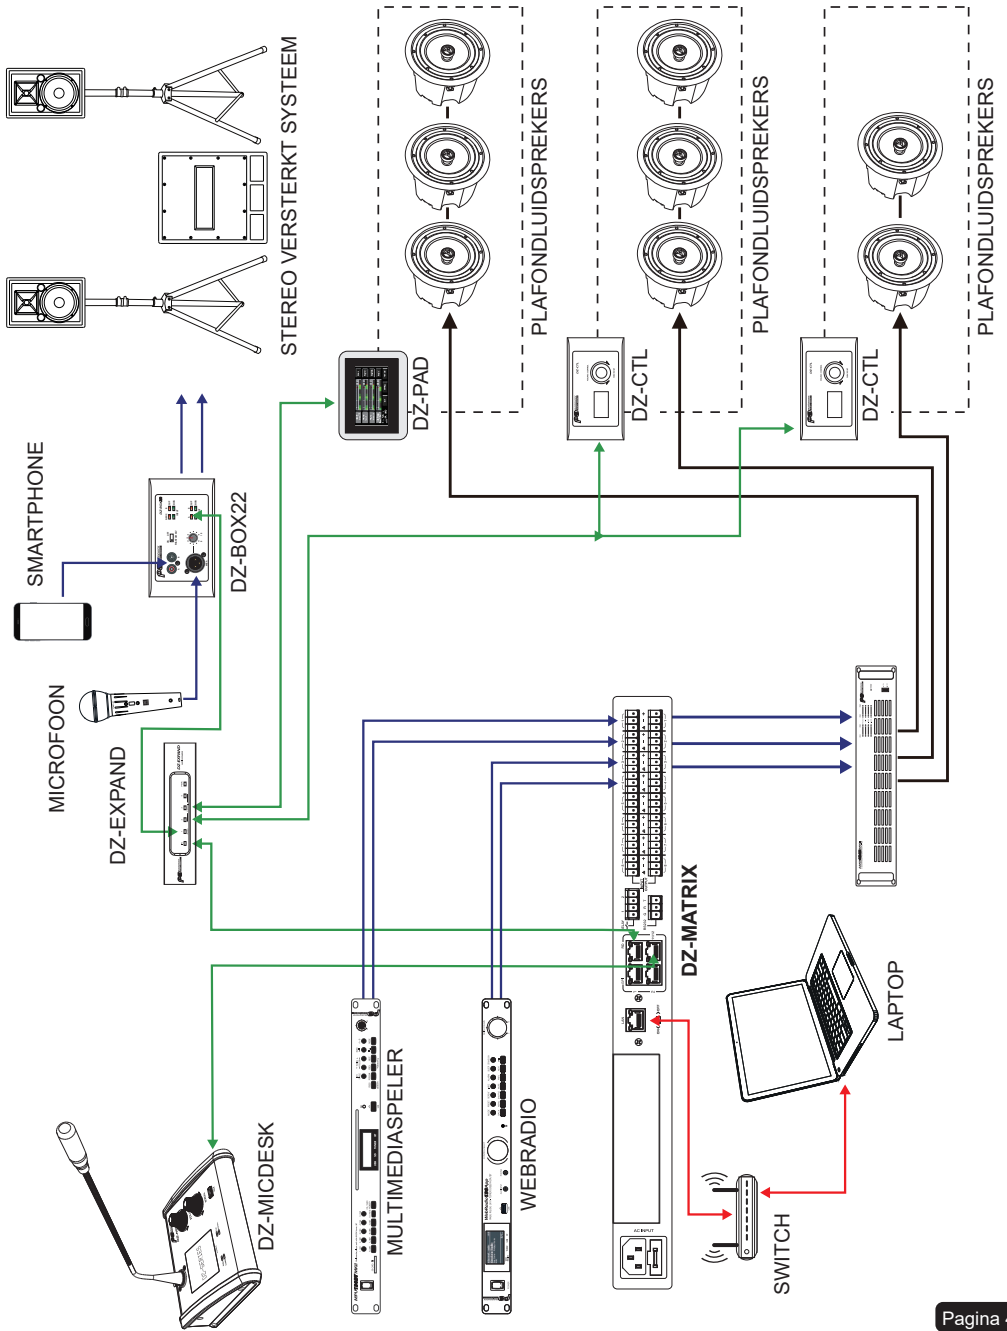 STEREO VERSTERKT SYSTEEM
PLAFONDLUIDSPREKERS
PLAFONDLUIDSPREKERS
PLAFONDLUIDSPREKERS
DZ-PAD
DZ-CTL
DZ-CTL
SMARTPHONE
DZ-BOX22
MICROFOON
DZ-EXPAND
DZ-MATRIX
LAPTOP
DZ-MICDESK
MULTIMEDIASPELER
WEBRADIO
AC INPUT
SWITCH
Pagina